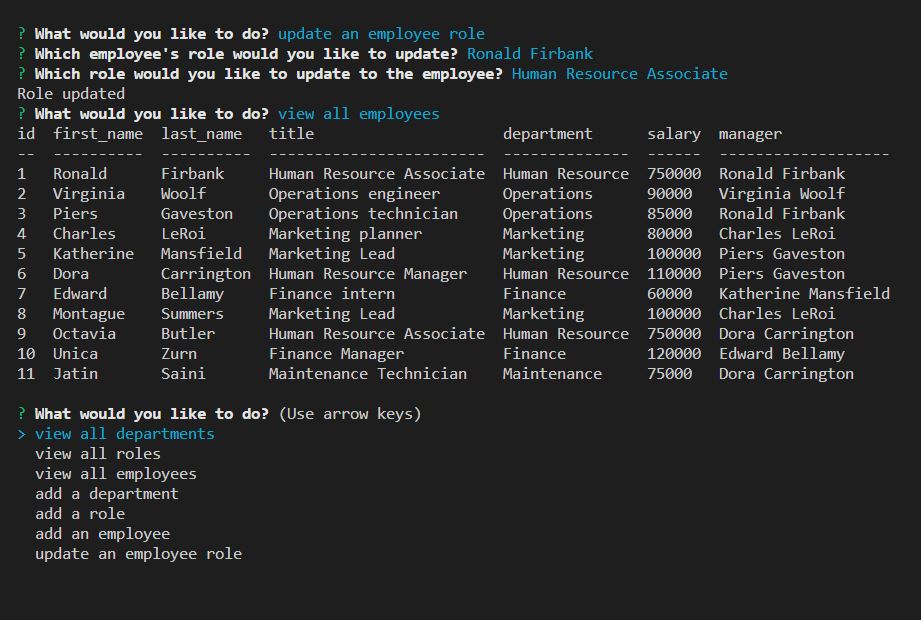 ? What would you like to do? update an employee role
? Which employee's role would you like to update? Ronald Firbank
? Which role would you like to update to the employee? Human Resource Associate
Role updated
? What would you like to do? view all employees
id  first_name  last_name   title                     department      salary  manager
--  ----------  ----------  ------------------------  --------------  ------  -------------------
1   Ronald      Firbank     Human Resource Associate  Human Resource  750000  Ronald Firbank
2   Virginia    Woolf       Operations engineer       Operations      90000   Virginia Woolf
3   Piers       Gaveston    Operations technician     Operations      85000   Ronald Firbank
4   Charles     LeRoi       Marketing planner         Marketing       80000   Charles LeRoi
5   Katherine   Mansfield   Marketing Lead            Marketing       100000  Piers Gaveston
6   Dora        Carrington  Human Resource Manager    Human Resource  110000  Piers Gaveston
7   Edward      Bellamy     Finance intern            Finance         60000   Katherine Mansfield
8   Montague    Summers     Marketing Lead            Marketing       100000  Charles LeRoi
9   Octavia     Butler      Human Resource Associate  Human Resource  750000  Dora Carrington
10  Unica       Zurn        Finance Manager           Finance         120000  Edward Bellamy
11  Jatin       Saini       Maintenance Technician    Maintenance     75000   Dora Carrington
? What would you like to do? (Use arrow keys)
> view all departments
  view all roles
  view all employees
  add a department
  add a role
  add an employee
  update an employee role